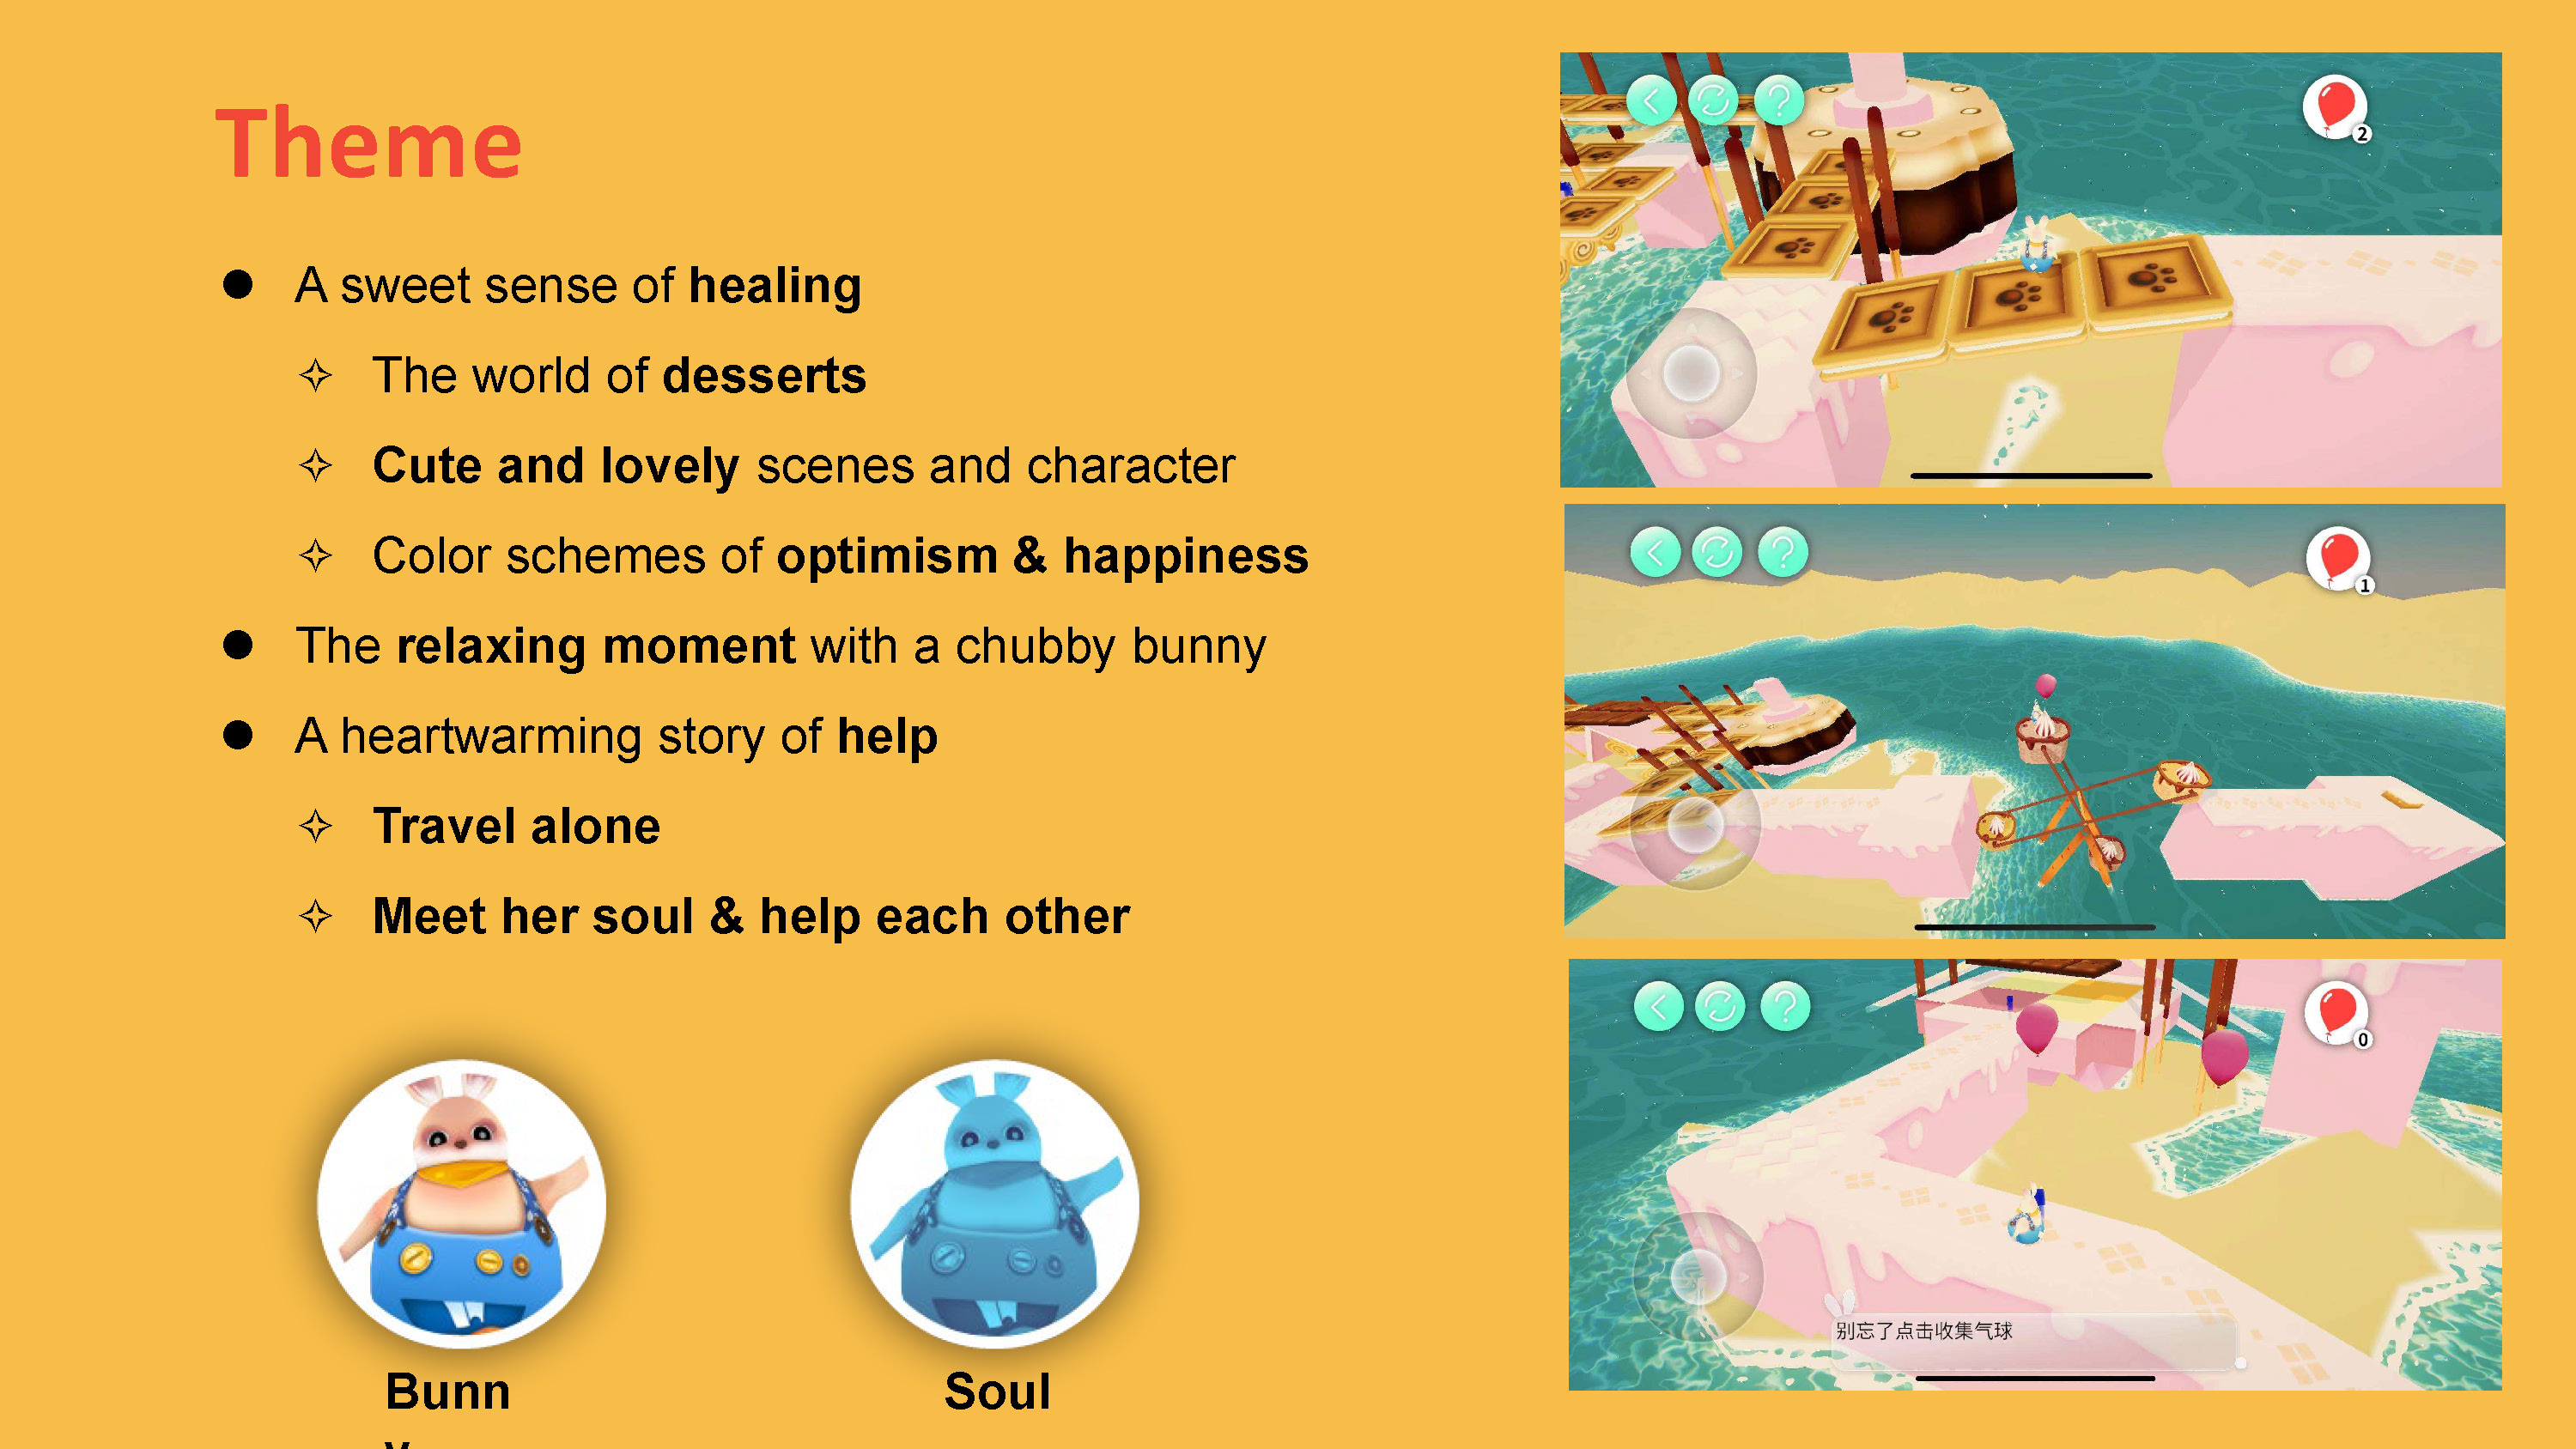 Theme
● A sweet sense of healing
✧ The world of desserts
✧ Cute and lovely scenes and character
✧ Color schemes of optimism & happiness
● The relaxing moment with a chubby bunny
● A heartwarming story of help
✧ Travel alone
✧ Meet her soul & help each other
Bunn
y
Soul
?
2
?
1
?
0
别忘了点击收集气球